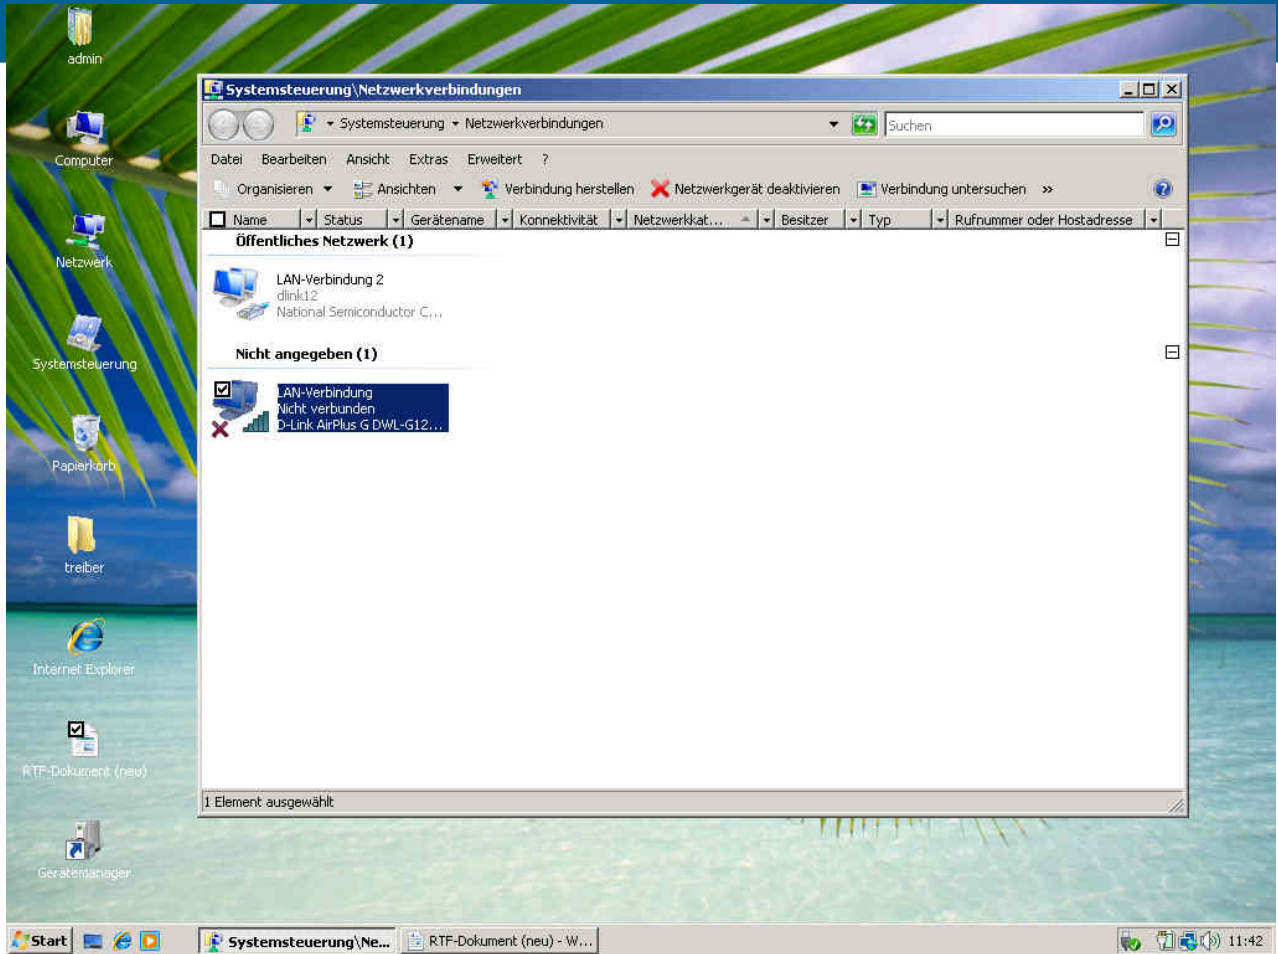 admin
Computer
Netzwerk
Systemsteuerung
Papierkorb
treiber
Internet Explorer
RTF-Dokument (neu)
Gerätemanager
Systemsteuerung\Netzwerkverbindungen
Systemsteuerung Netzwerkverbindungen
Suchen
Datei Bearbeiten Ansicht Extras Erweitert ?
Organisieren Ansichten Verbindung herstellen Netzwerkgerät deaktivieren Verbindung untersuchen »
Name Status Gerätename Konnektivität Netzwerkkat... Besitzer Typ Rufnummer oder Hostadresse
Öffentliches Netzwerk (1)
LAN-Verbindung 2
dlink12
National Semiconductor C...
Nicht angegeben (1)
LAN-Verbindung
Nicht verbunden
D-Link AirPlus G DWL-G12...
1 Element ausgewählt
Start Systemsteuerung\Ne... RTF-Dokument (neu) - W... 11:42